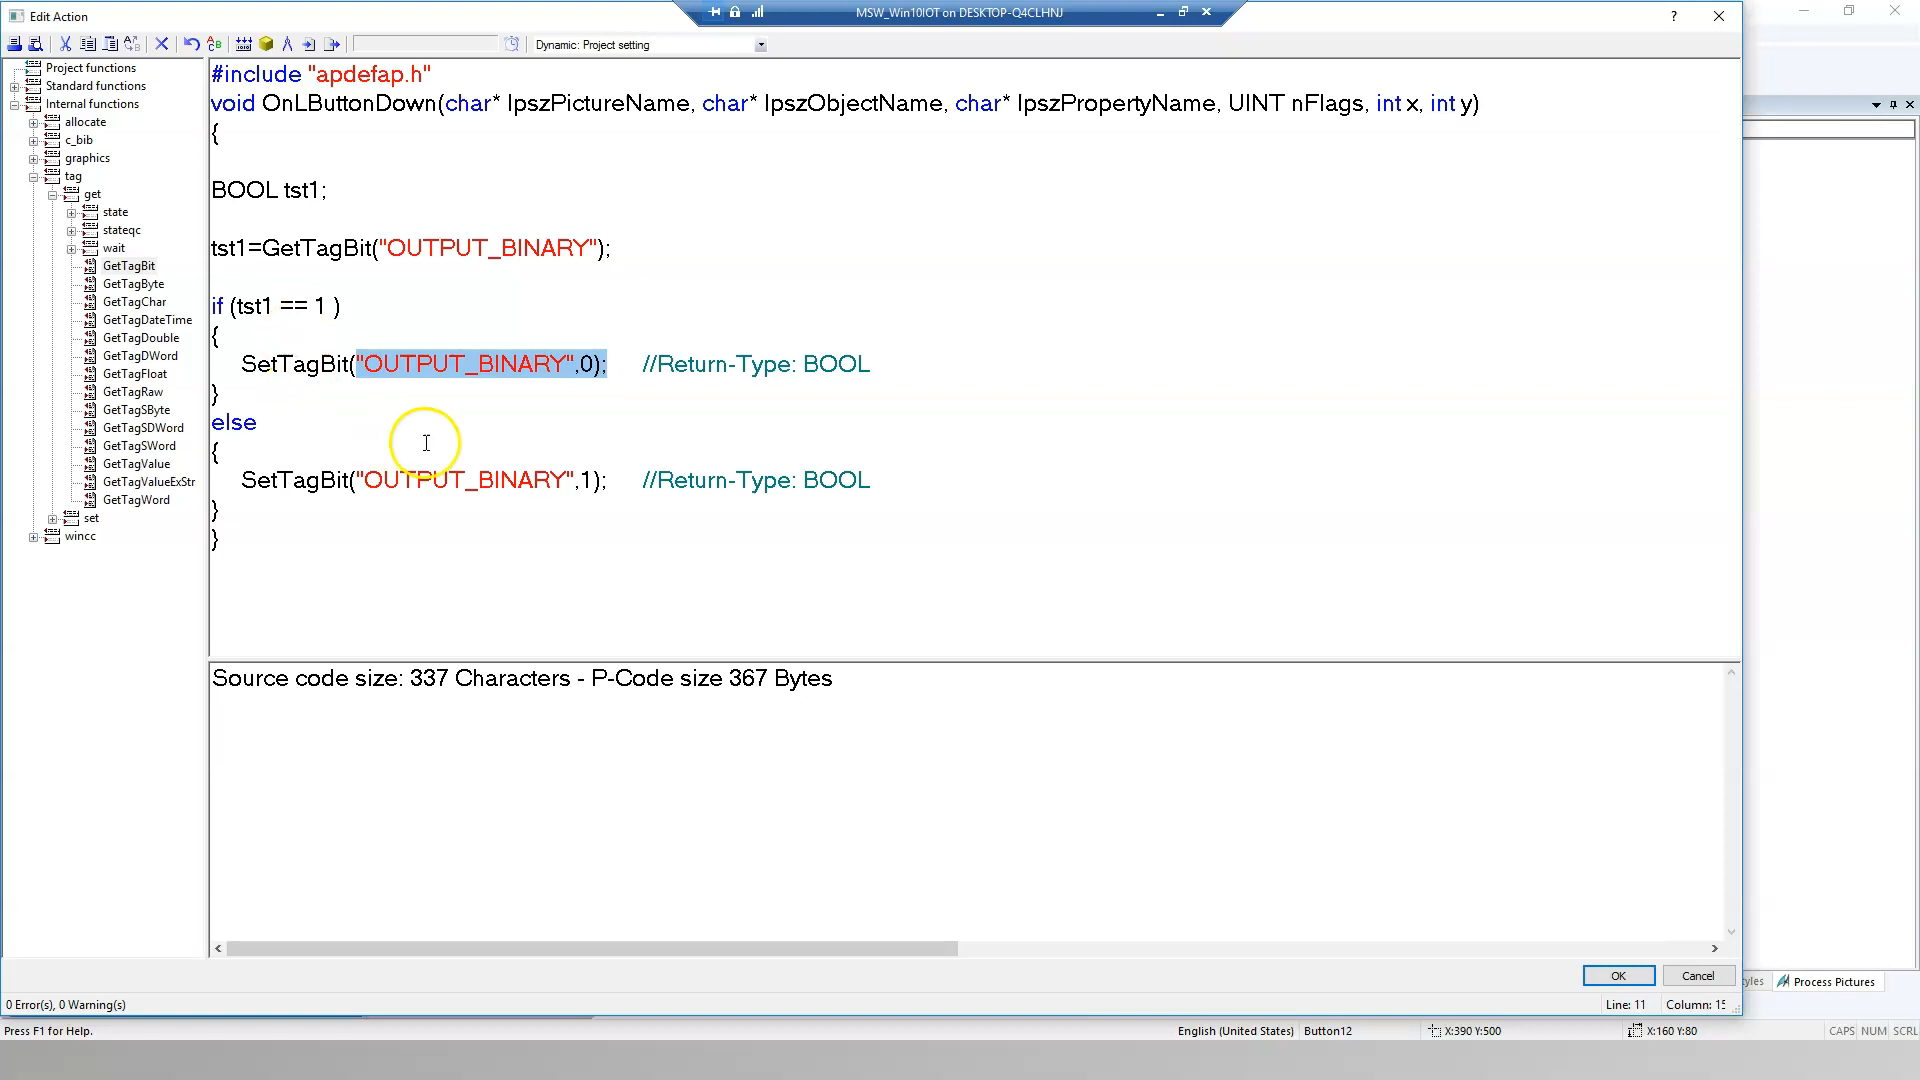 Edit Action
MSW_Win10IOT on DESKTOP-Q4CLHNJ
Dynamic: Project setting
Project functions
Standard functions
Internal functions
allocate
c_bib
graphics
tag
get
state
stateqc
wait
GetTagBit
GetTagByte
GetTagChar
GetTagDateTime
GetTagDouble
GetTagDWord
GetTagFloat
GetTagRaw
GetTagSByte
GetTagSDWord
GetTagSWord
GetTagValue
GetTagValueExStr
GetTagWord
set
wincc
#include "apdefap.h"
void OnLButtonDown(char* lpszPictureName, char* lpszObjectName, char* lpszPropertyName, UINT nFlags, int x, int y)
{
BOOL tst1;
tst1=GetTagBit("OUTPUT_BINARY");
if (tst1 == 1 )
{
SetTagBit("OUTPUT_BINARY",0); //Return-Type: BOOL
}
else
{
SetTagBit("OUTPUT_BINARY",1); //Return-Type: BOOL
}
}
Source code size: 337 Characters - P-Code size 367 Bytes
OK
Cancel
Process Pictures
0 Error(s), 0 Warning(s)
Line: 11
Column: 15
Press F1 for Help.
English (United States)
Button12
X:390 Y:500
X:160 Y:80
CAPS
NUM
SCRL